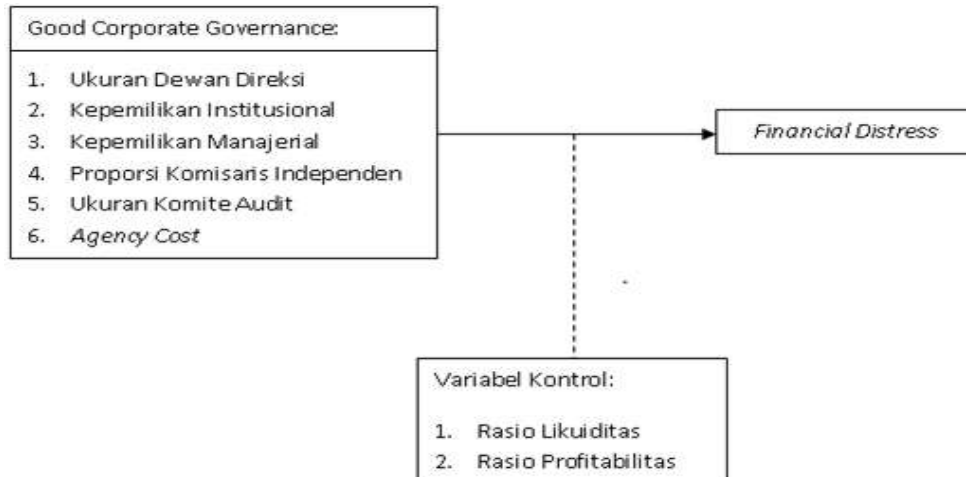 Good Corporate Governance:
1. Ukuran Dewan Direksi
2. Kepemilikan Institusional
3. Kepemilikan Manajerial
4. Proporsi Komisaris Independen
5. Ukuran Komite Audit
6. Agency Cost
Financial Distress
Variabel Kontrol:
1. Rasio Likuiditas
2. Rasio Profitabilitas